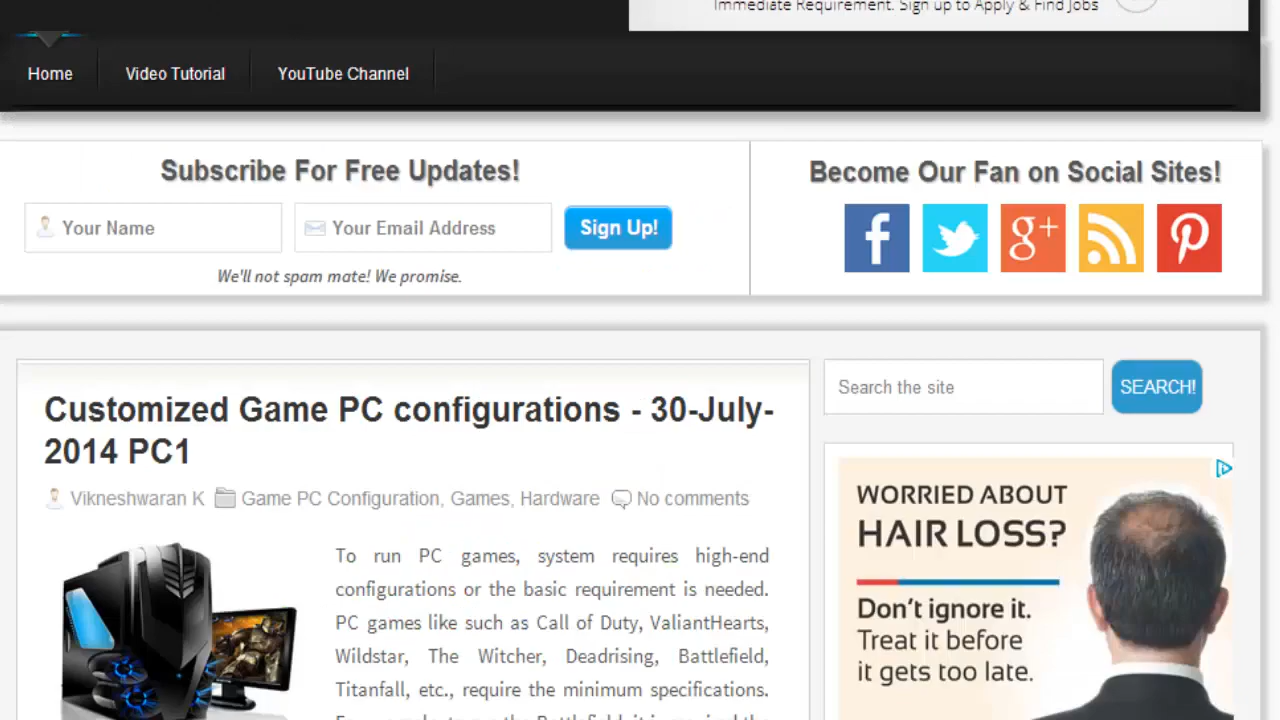 Immediate Requirement. Sign up to Apply & Find Jobs
Home
Video Tutorial
YouTube Channel
Subscribe For Free Updates!
Become Our Fan on Social Sites!
Your Name
Your Email Address
Sign Up!
We'll not spam mate! We promise.
Customized Game PC configurations - 30-July-
2014 PC1
Vikneshwaran K
Game PC Configuration, Games, Hardware
No comments
To run PC games, system requires high-end
configurations or the basic requirement is needed.
PC games like such as Call of Duty, ValiantHearts,
Wildstar, The Witcher, Deadrising, Battlefield,
Titanfall, etc., require the minimum specifications.
Search the site
SEARCH!
WORRIED ABOUT
HAIR LOSS?
Don't ignore it.
Treat it before
it gets too late.